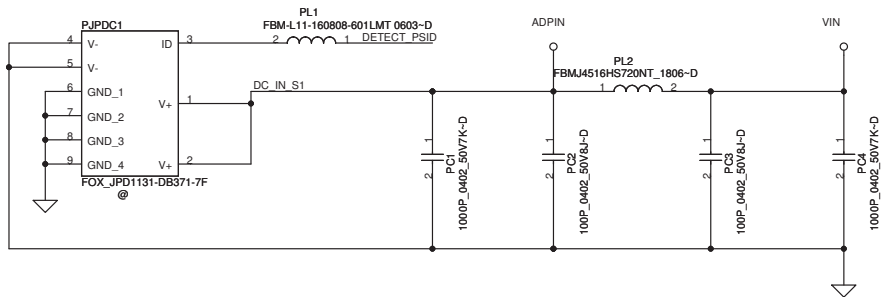 PL1
FBM-L11-160808-601LMT 0603~D
2 1 DETECT_PSID
PJPDC1
4 V- ID 3
5 V-
6 GND_1 V+ 1
7 GND_2
8 GND_3
9 GND_4 V+ 2
FOX_JPD1131-DB371-7F
@
DC_IN_S1
ADPIN
VIN
PL2
FBMJ4516HS720NT_1806~D
1 2
1
2
PC1
1000P_0402_50V7K~D
1
2
PC2
100P_0402_50V8J~D
1
2
PC3
100P_0402_50V8J~D
1
2
PC4
1000P_0402_50V7K~D